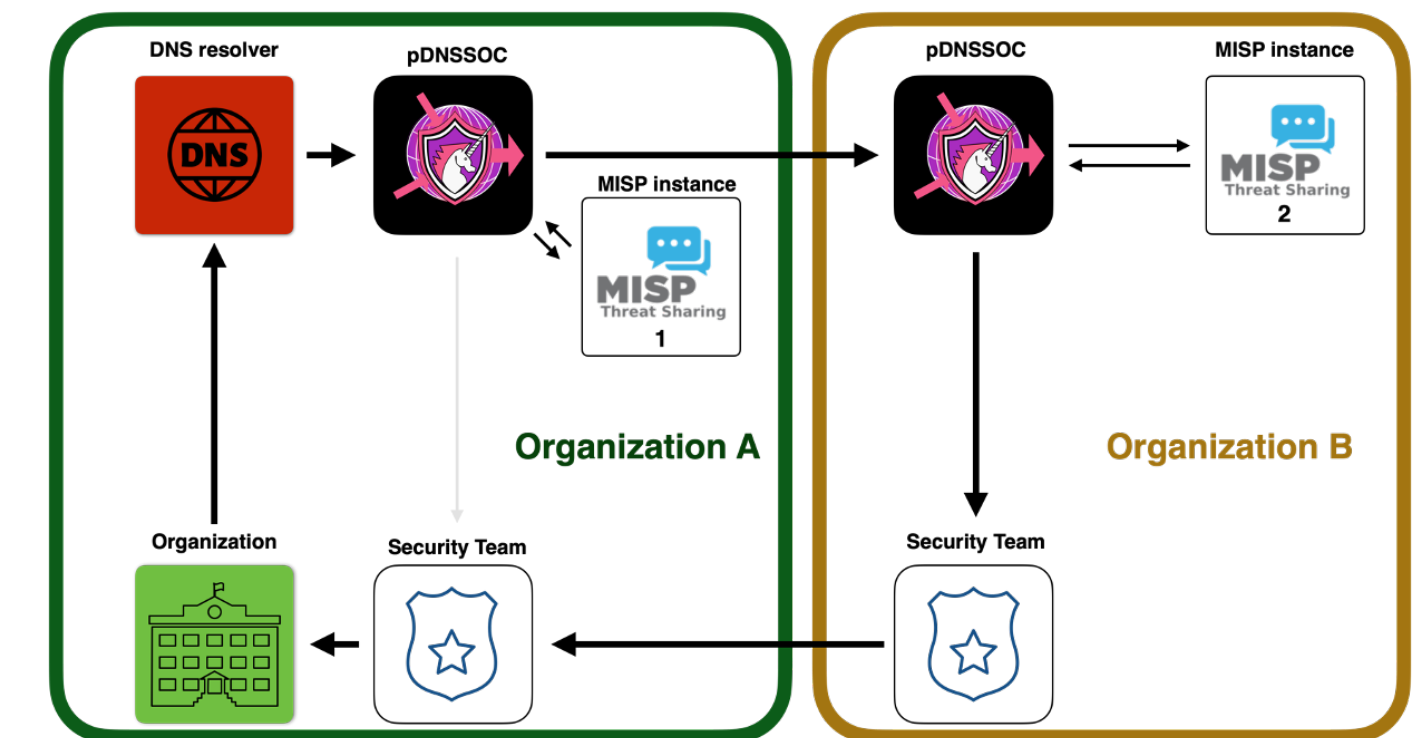 DNS resolver
pDNSSOC
DNS
MISP instance
MISP
Threat Sharing
1
Organization A
Organization
Security Team
pDNSSOC
MISP instance
MISP
Threat Sharing
2
Organization B
Security Team